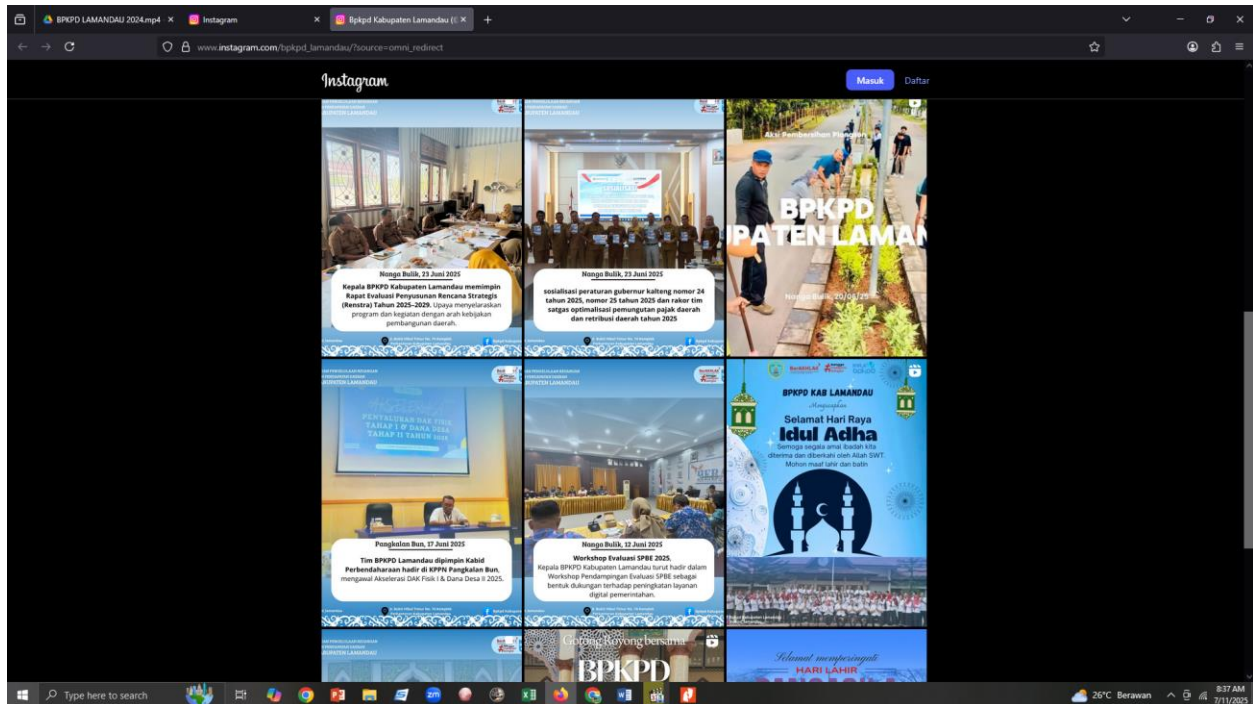 BPKPD LAMANDAU 2024.mp4
Instagram
Bpkpd Kabupaten Lamandau (
www.instagram.com/bpkpd_lamandau/?source=omni_redirect
Instagram
Masuk
Daftar
Nanga Bulik, 23 Juni 2025
Kepala BPKPD Kabupaten Lamandau memimpin
Rapat Evaluasi Penyusunan Rencana Strategis
(Renstra) Tahun 2025–2029. Upaya menyelaraskan
program dan kegiatan dengan arah kebijakan
pembangunan daerah.
Nanga Bulik, 23 Juni 2025
sosialisasi peraturan gubernur kalteng nomor 24
tahun 2025, nomor 25 tahun 2025 dan rakor tim
satgas optimalisasi pemungutan pajak daerah
dan retribusi daerah tahun 2025
Aksi Pembersihan
BPKPD
UPATEN LAMAN
Nanga Bulik, 20/06/25
PENYALURAN DAK FISIK
TAHAP I & DANA DESA
TAHAP II TAHUN 2025
Pangkalan Bun, 17 Juni 2025
Tim BPKPD Lamandau dipimpin Kabid
Perbendaharaan hadir di KPPN Pangkalan Bun,
mengawal Akselerasi DAK Fisik I & Dana Desa II 2025.
Nanga Bulik, 12 Juni 2025
Workshop Evaluasi SPBE 2025.
Kepala BPKPD Kabupaten Lamandau turut hadir dalam
Workshop Pendampingan Evaluasi SPBE sebagai
bentuk dukungan terhadap peningkatan layanan
digital pemerintahan.
BPKPD KAB LAMANDAU
Mengucapkan
Selamat Hari Raya
Idul Adha
Semoga segala amal ibadah kita
diterima dan diberkahi oleh Allah SWT.
Mohon maaf lahir dan batin
Gotong Royong bersama
BPKPD
Selamat memperingati
HARI LAHIR
Type here to search
26°C Berawan
8:37 AM
7/11/2025